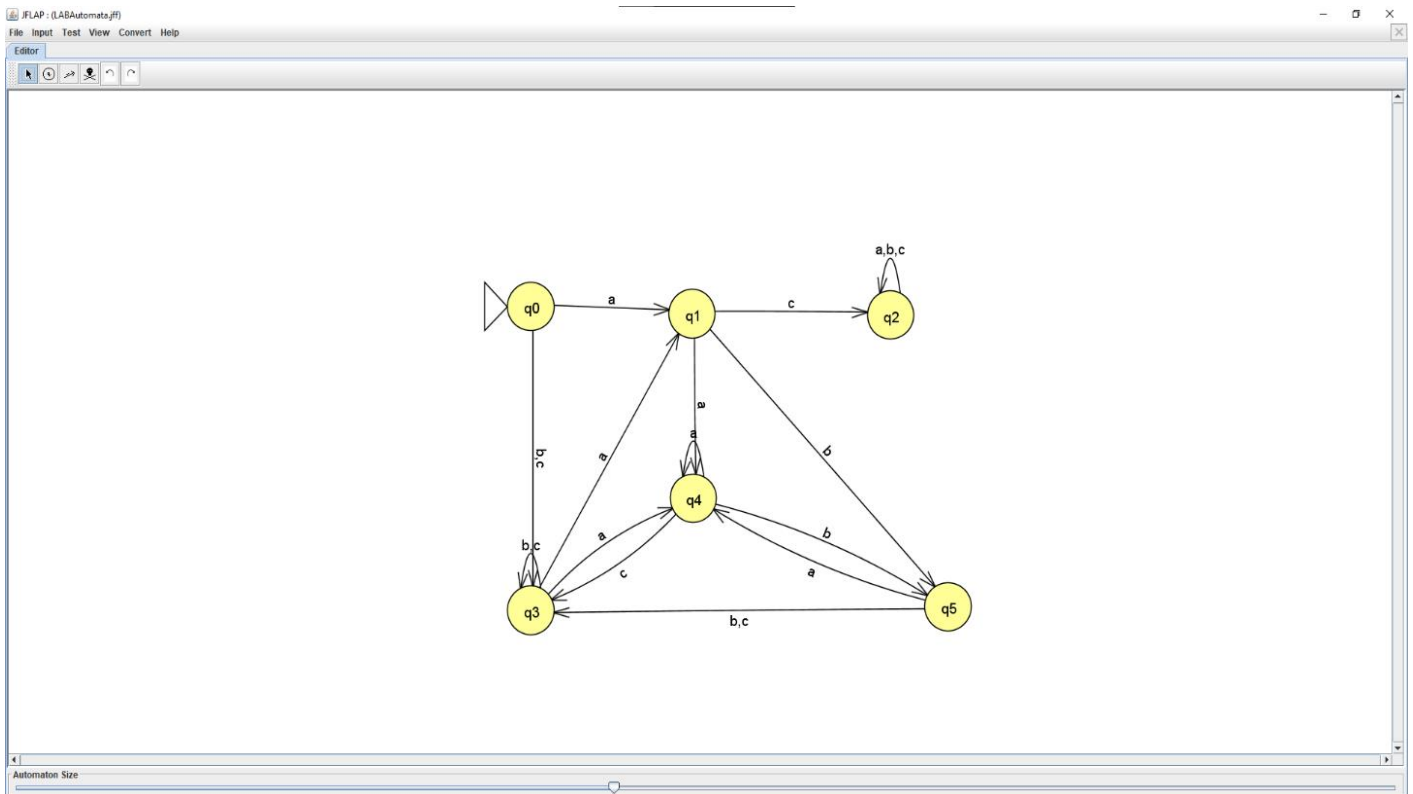 JFLAP : (LABAutomata.jff)
File Input Test View Convert Help
Editor
a,b,c
q0
a
q1
c
q2
b,c
a
a
b
a
q4
b,c
a
c
b
a
q3
b,c
q5
Automaton Size